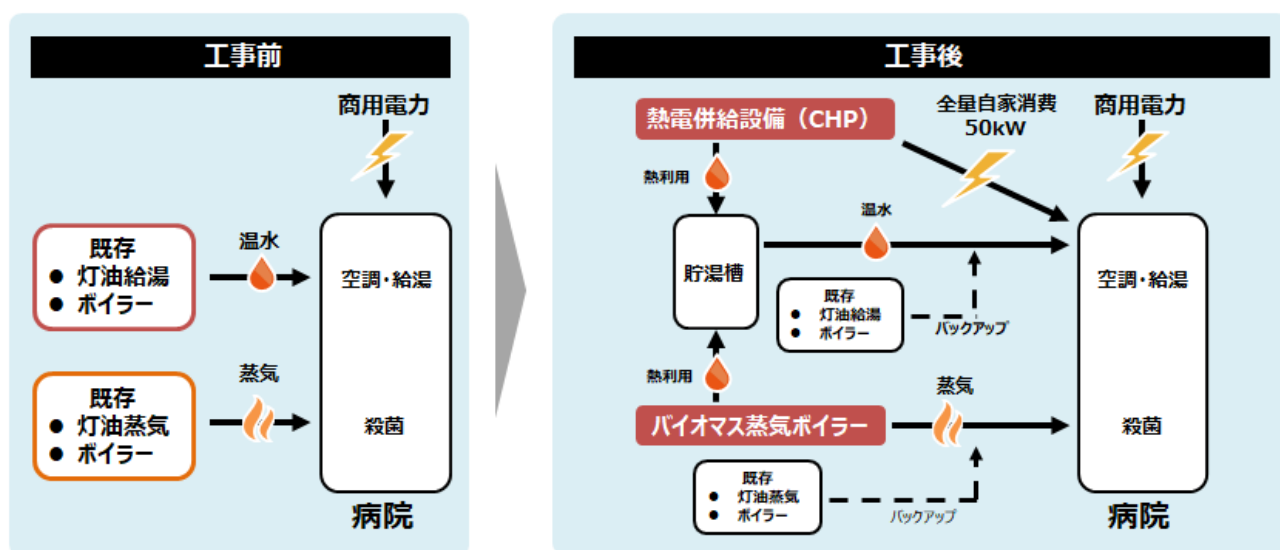 工事前
商用電力
既存
● 灯油給湯
● ボイラー
温水
空調・給湯
既存
● 灯油蒸気
● ボイラー
蒸気
殺菌
病院
工事後
熱電併給設備（CHP）
全量自家消費
50kW
商用電力
熱利用
温水
貯湯槽
空調・給湯
既存
● 灯油給湯
● ボイラー
バックアップ
熱利用
蒸気
バイオマス蒸気ボイラー
殺菌
既存
● 灯油蒸気
● ボイラー
バックアップ
病院